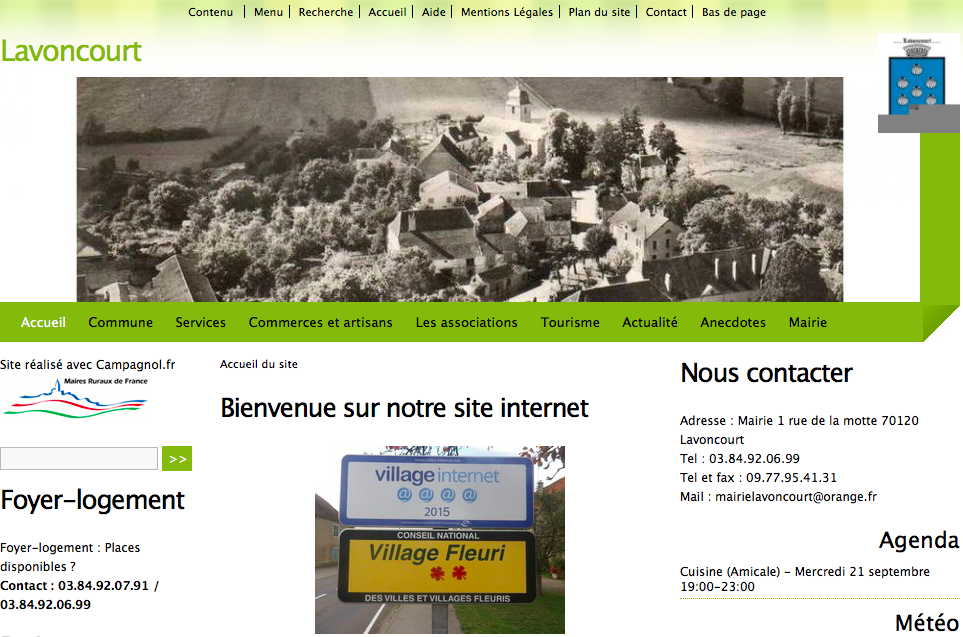 Contenu | Menu | Recherche | Accueil | Aide | Mentions Légales | Plan du site | Contact | Bas de page
Lavoncourt
Lavoncourt
Accueil Commune Services Commerces et artisans Les associations Tourisme Actualité Anecdotes Mairie
Site réalisé avec Campagnol.fr
Maires Ruraux de France
>>
Foyer-logement
Foyer-logement : Places
disponibles ?
Contact : 03.84.92.07.91 /
03.84.92.06.99
Accueil du site
Bienvenue sur notre site internet
village internet
@ @ @ @
2015
CONSEIL NATIONAL
Village Fleuri
DES VILLES ET VILLAGES FLEURIS
Nous contacter
Adresse : Mairie 1 rue de la motte 70120
Lavoncourt
Tel : 03.84.92.06.99
Tel et fax : 09.77.95.41.31
Mail : mairielavoncourt@orange.fr
Agenda
Cuisine (Amicale) - Mercredi 21 septembre
19:00-23:00
Météo